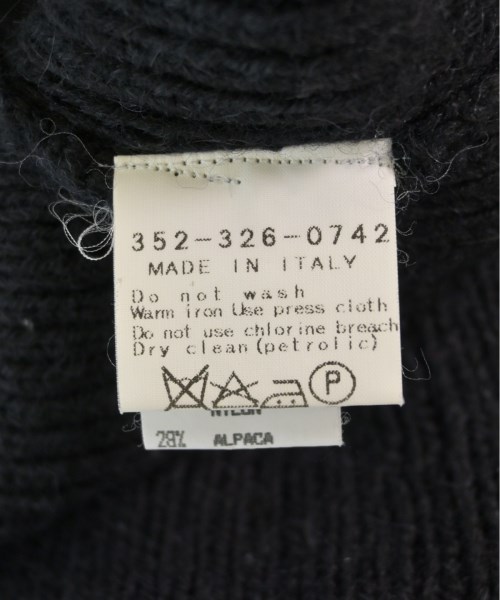 352-326-0742
MADE IN ITALY
Do not wash
Warm iron Use press cloth
Do not use chlorine breach
Dry clean (petrolic)
P
NYLON
28% ALPACA